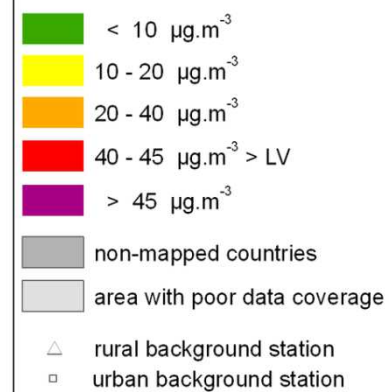 < 10 µg.m⁻³
10 - 20 µg.m⁻³
20 - 40 µg.m⁻³
40 - 45 µg.m⁻³ > LV
> 45 µg.m⁻³
non-mapped countries
area with poor data coverage
rural background station
urban background station